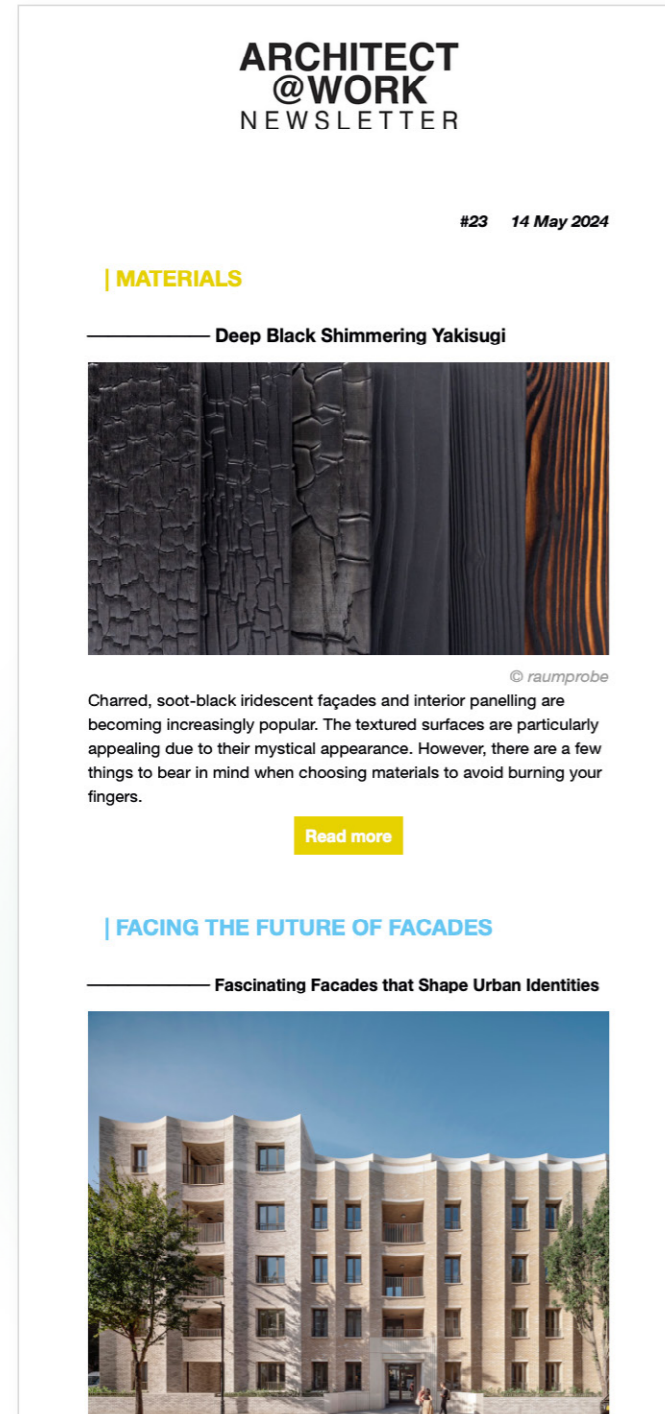 ARCHITECT
@WORK
NEWSLETTER
#23 14 May 2024
| MATERIALS
Deep Black Shimmering Yakisugi
© raumprobe
Charred, soot-black iridescent façades and interior panelling are
becoming increasingly popular. The textured surfaces are particularly
appealing due to their mystical appearance. However, there are a few
things to bear in mind when choosing materials to avoid burning your
fingers.
Read more
| FACING THE FUTURE OF FACADES
Fascinating Facades that Shape Urban Identities